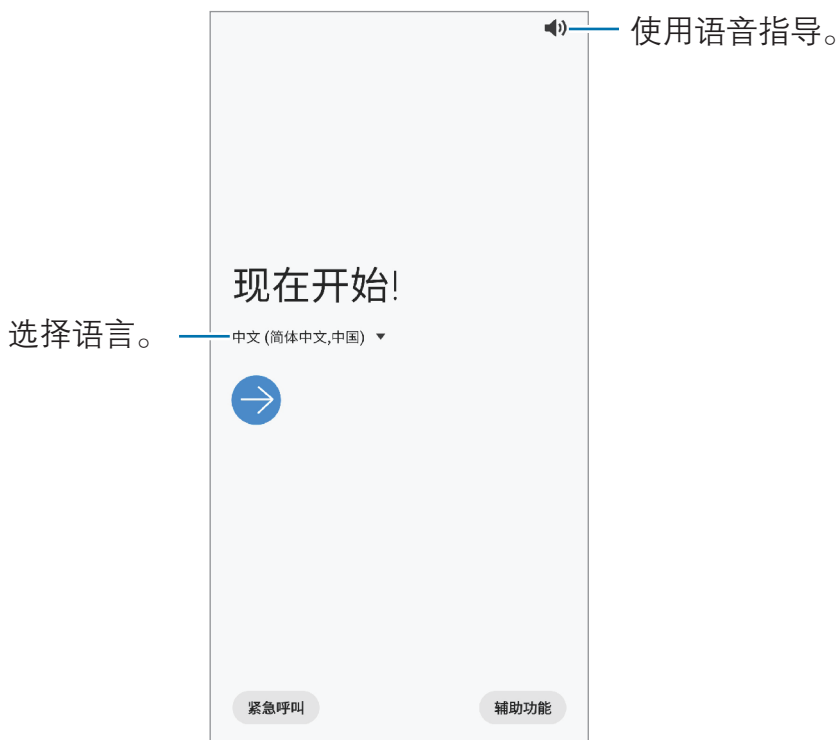 使用语音指导。
现在开始!
选择语言。
中文 (简体中文,中国)
紧急呼叫
辅助功能